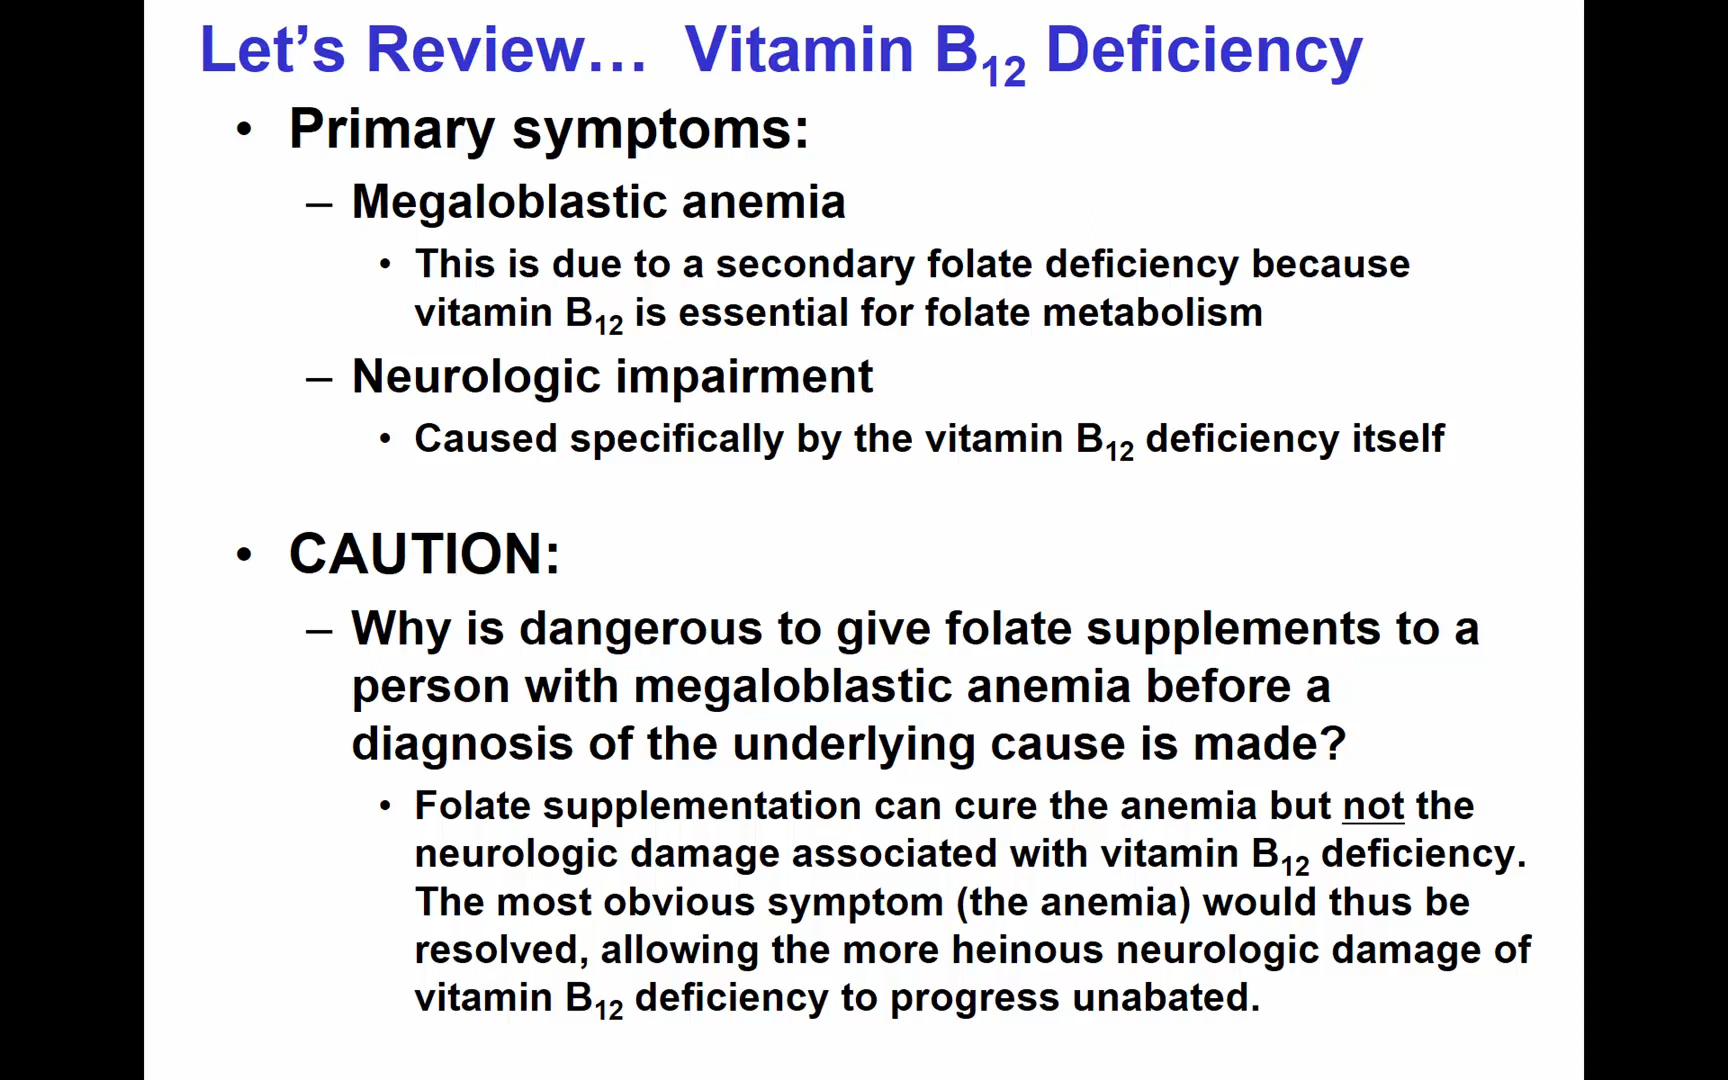 Let's Review... Vitamin B12 Deficiency
• Primary symptoms:
– Megaloblastic anemia
• This is due to a secondary folate deficiency because
vitamin B12 is essential for folate metabolism
– Neurologic impairment
• Caused specifically by the vitamin B12 deficiency itself
• CAUTION:
– Why is dangerous to give folate supplements to a
person with megaloblastic anemia before a
diagnosis of the underlying cause is made?
• Folate supplementation can cure the anemia but not the
neurologic damage associated with vitamin B12 deficiency.
The most obvious symptom (the anemia) would thus be
resolved, allowing the more heinous neurologic damage of
vitamin B12 deficiency to progress unabated.